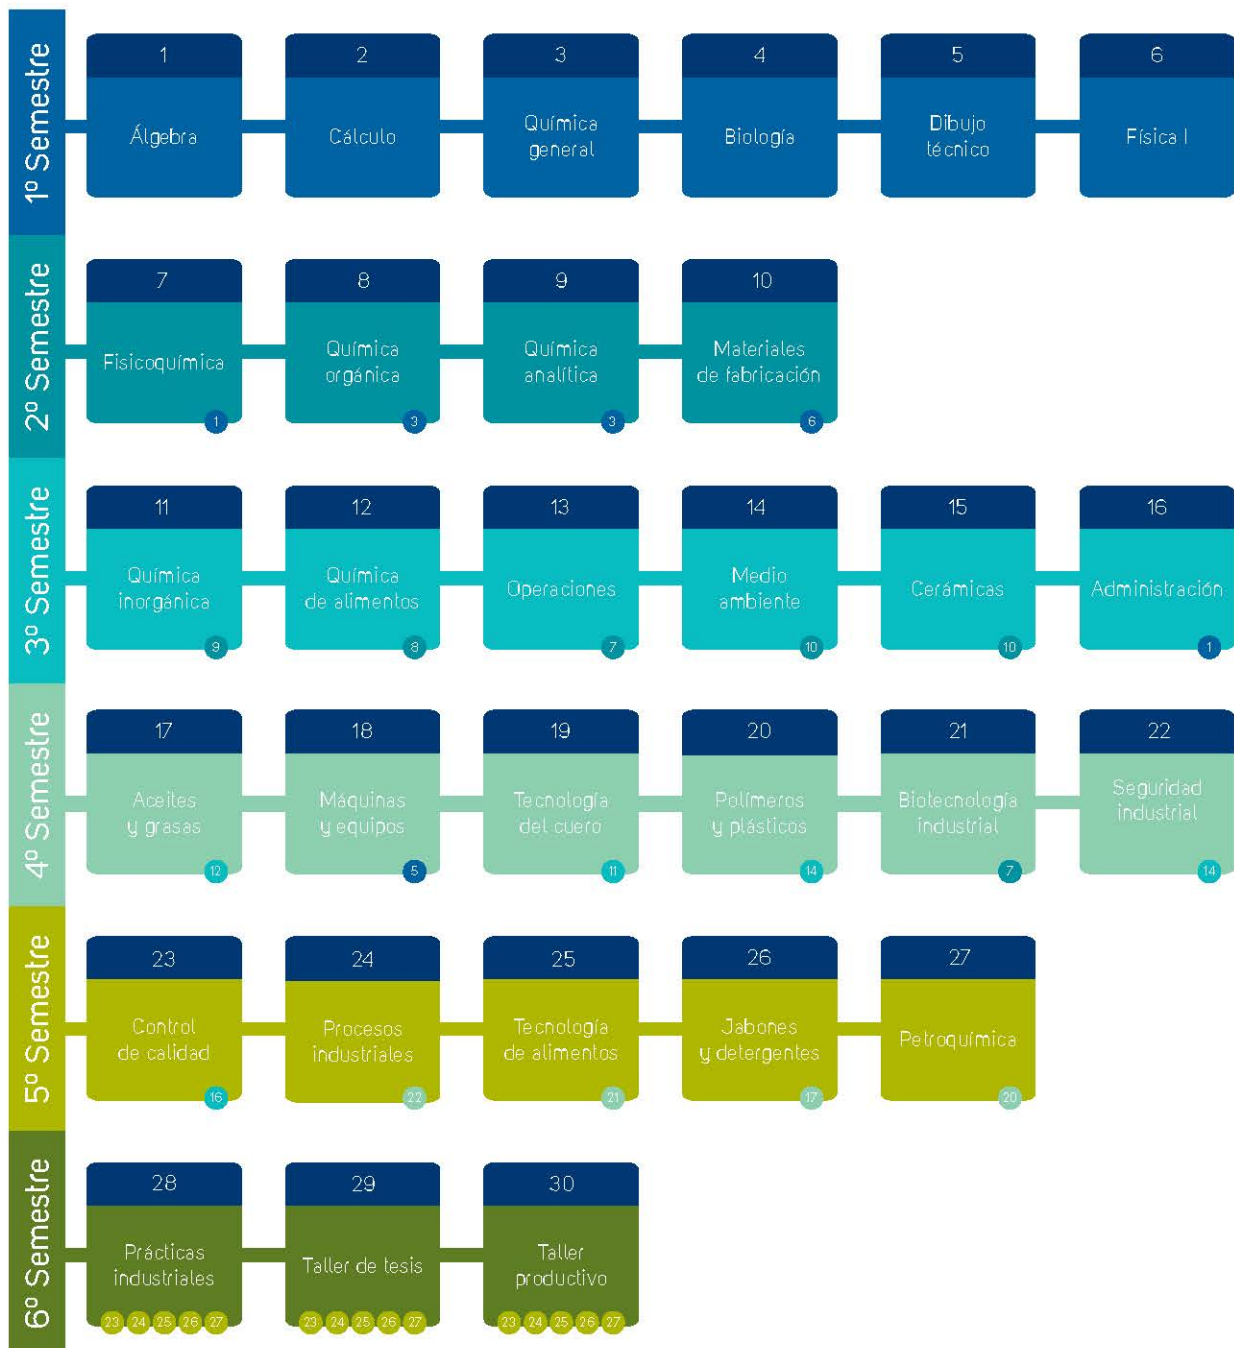 1º Semestre
1
Álgebra
2
Cálculo
3
Química
general
4
Biología
5
Dibujo
técnico
6
Física I
2º Semestre
7
Fisicoquímica
1
8
Química
orgánica
3
9
Química
analítica
3
10
Materiales
de fabricación
6
3º Semestre
11
Química
inorgánica
9
12
Química
de alimentos
8
13
Operaciones
7
14
Medio
ambiente
10
15
Cerámicas
10
16
Administración
1
4º Semestre
17
Aceites
y grasas
12
18
Máquinas
y equipos
5
19
Tecnología
del cuero
11
20
Polímeros
y plásticos
14
21
Biotecnología
industrial
7
22
Seguridad
industrial
14
5º Semestre
23
Control
de calidad
16
24
Procesos
industriales
22
25
Tecnología
de alimentos
21
26
Jabones
y detergentes
17
27
Petroquímica
20
6º Semestre
28
Prácticas
industriales
23 24 25 26 27
29
Taller de tesis
23 24 25 26 27
30
Taller
productivo
23 24 25 26 27